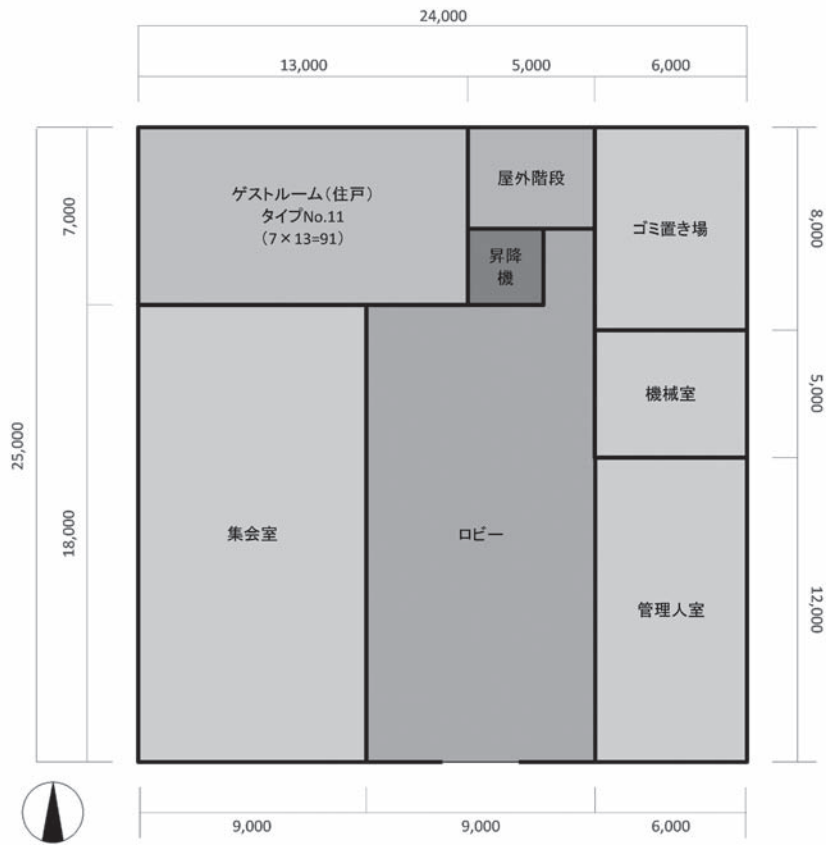 24,000
13,000
5,000
6,000
7,000
18,000
25,000
ゲストルーム(住戸)
タイプNo.11
(7×13=91)
屋外階段
昇降
機
ゴミ置き場
機械室
集会室
ロビー
管理人室
8,000
5,000
12,000
9,000
9,000
6,000